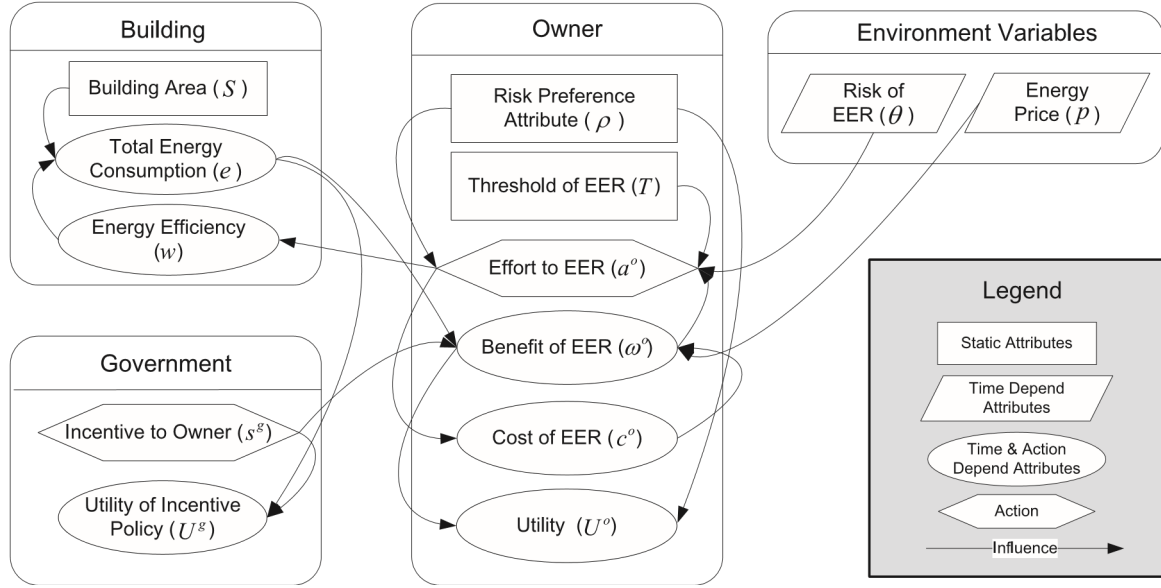 Building
Building Area (S)
Total Energy
Consumption (e)
Energy Efficiency
(w)
Government
Incentive to Owner (s^g)
Utility of Incentive
Policy (U^g)
Owner
Risk Preference
Attribute (ρ)
Threshold of EER (T)
Effort to EER (a^o)
Benefit of EER (ω^o)
Cost of EER (c^o)
Utility (U^o)
Environment Variables
Risk of
EER (θ)
Energy
Price (p)
Legend
Static Attributes
Time Depend
Attributes
Time & Action
Depend Attributes
Action
Influence